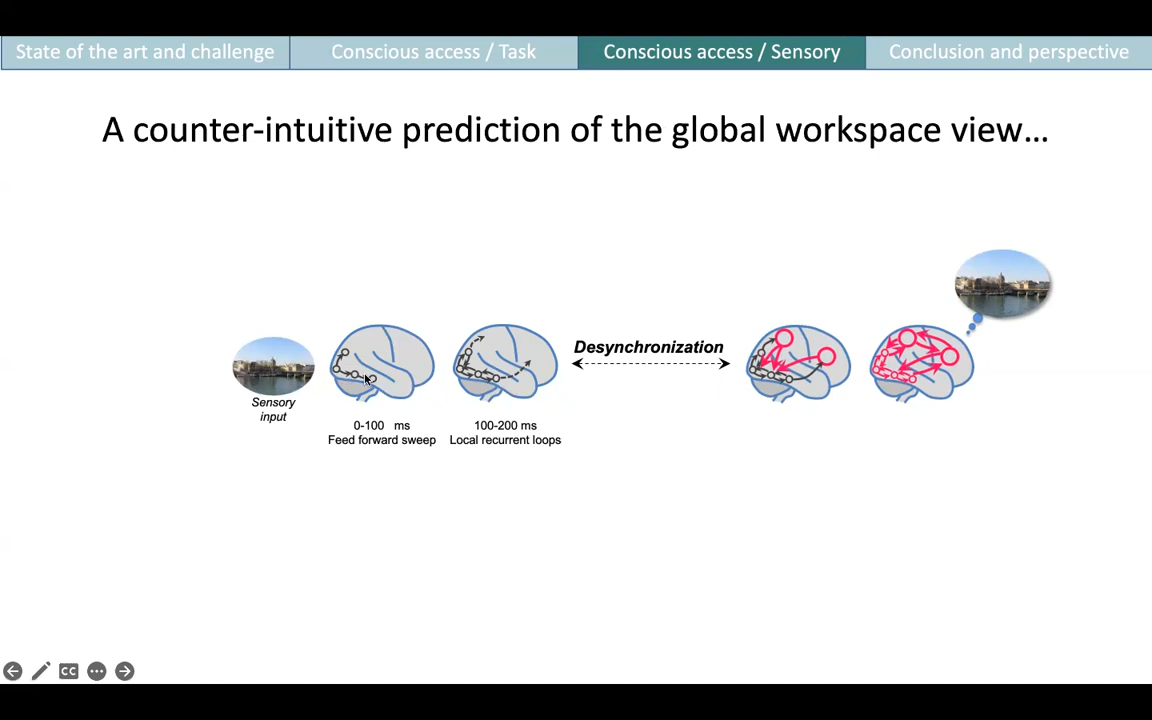 State of the art and challenge
Conscious access / Task
Conscious access / Sensory
Conclusion and perspective
A counter-intuitive prediction of the global workspace view…
Desynchronization
Sensory
input
0-100 ms
Feed forward sweep
100-200 ms
Local recurrent loops
CC